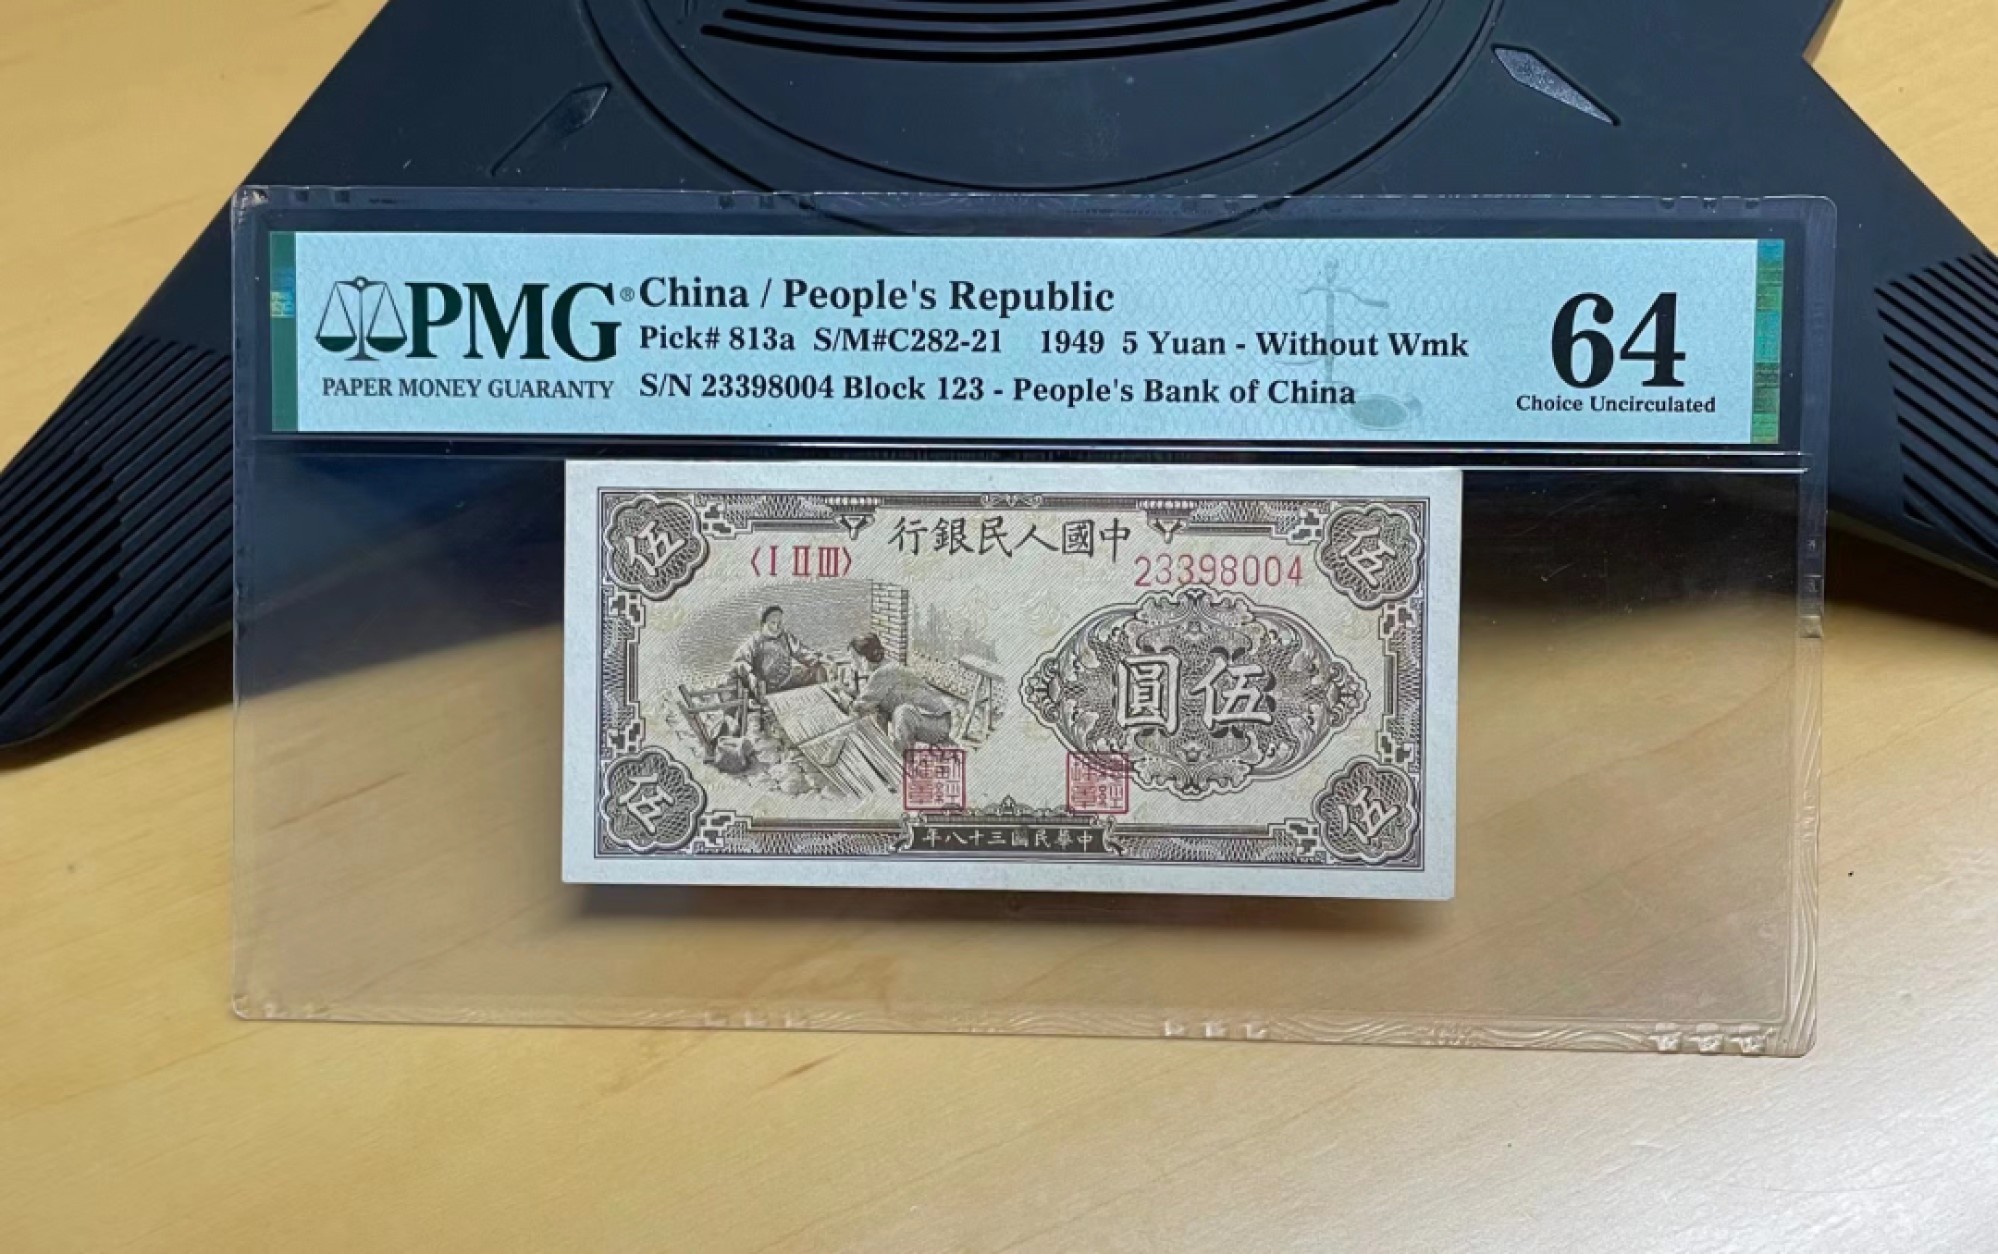 PMG®
PAPER MONEY GUARANTY
China / People's Republic
Pick# 813a S/M#C282-21 1949 5 Yuan - Without Wmk
S/N 23398004 Block 123 - People's Bank of China
64
Choice Uncirculated
行銀民人國中
伍
伍
〈I II III〉
23398004
圓伍
伍
伍
年八十三國民華中